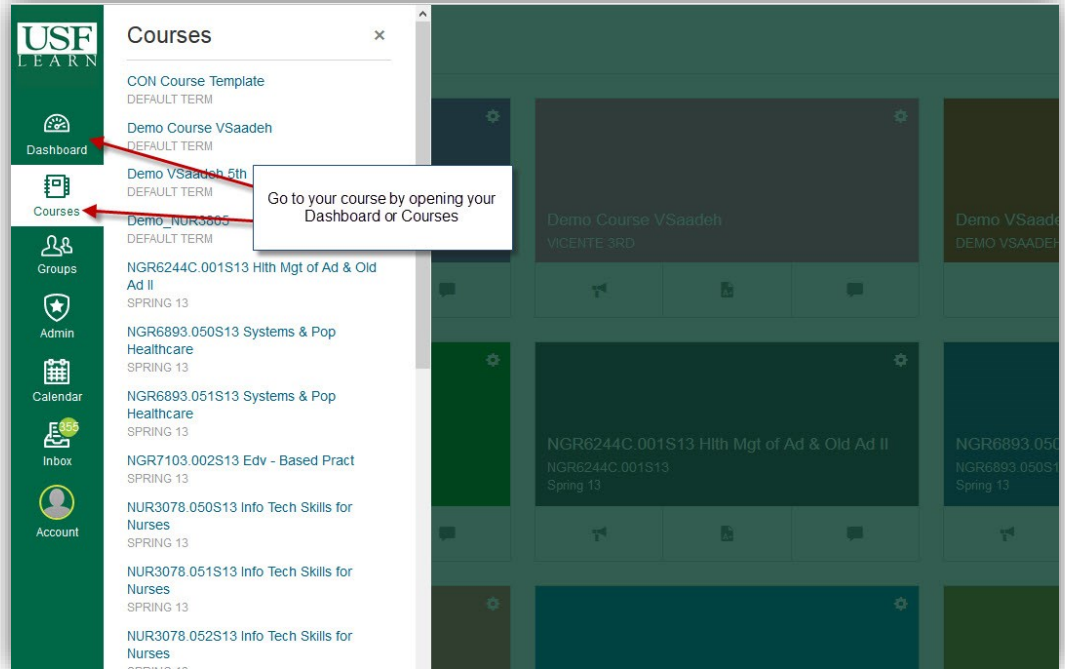 USF
LEARN
Dashboard
Courses
Groups
Admin
Calendar
355
Inbox
Account
Courses ×
CON Course Template
DEFAULT TERM
Demo Course VSaadeh
DEFAULT TERM
Demo VSaadeh 5th
DEFAULT TERM
Demo_NUR3805
DEFAULT TERM
NGR6244C.001S13 Hlth Mgt of Ad & Old
Ad II
SPRING 13
NGR6893.050S13 Systems & Pop
Healthcare
SPRING 13
NGR6893.051S13 Systems & Pop
Healthcare
SPRING 13
NGR7103.002S13 Edv - Based Pract
SPRING 13
NUR3078.050S13 Info Tech Skills for
Nurses
SPRING 13
NUR3078.051S13 Info Tech Skills for
Nurses
SPRING 13
NUR3078.052S13 Info Tech Skills for
Nurses
Go to your course by opening your
Dashboard or Courses
Demo Course VSaadeh
VICENTE 3RD
Demo VSaade
DEMO VSAADEH
NGR6244C.001S13 Hlth Mgt of Ad & Old Ad II
NGR6244C.001S13
Spring 13
NGR6893.050
NGR6893.050S1
Spring 13